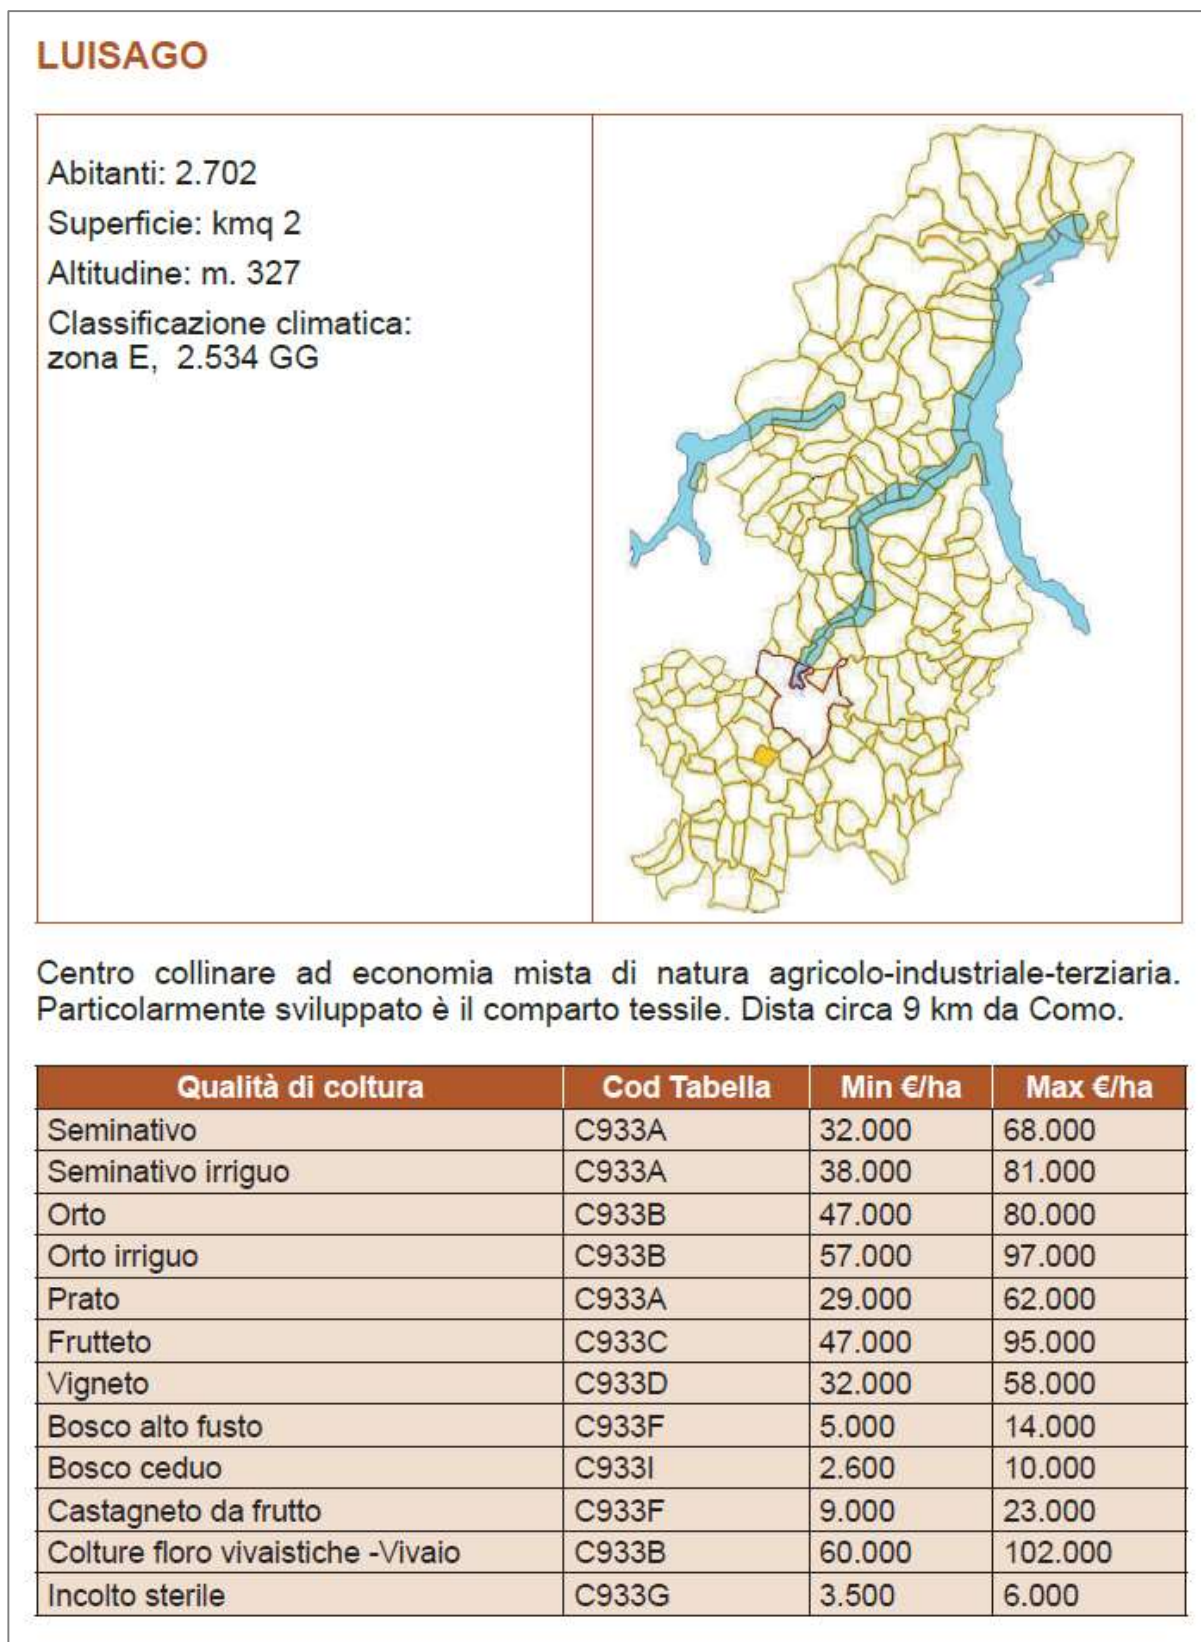 LUISAGO
Abitanti: 2.702
Superficie: kmq 2
Altitudine: m. 327
Classificazione climatica:
zona E, 2.534 GG
Centro collinare ad economia mista di natura agricolo-industriale-terziaria.
Particolarmente sviluppato è il comparto tessile. Dista circa 9 km da Como.
Qualità di coltura Cod Tabella Min €/ha Max €/ha
Seminativo C933A 32.000 68.000
Seminativo irriguo C933A 38.000 81.000
Orto C933B 47.000 80.000
Orto irriguo C933B 57.000 97.000
Prato C933A 29.000 62.000
Frutteto C933C 47.000 95.000
Vigneto C933D 32.000 58.000
Bosco alto fusto C933F 5.000 14.000
Bosco ceduo C933I 2.600 10.000
Castagneto da frutto C933F 9.000 23.000
Colture floro vivaistiche -Vivaio C933B 60.000 102.000
Incolto sterile C933G 3.500 6.000